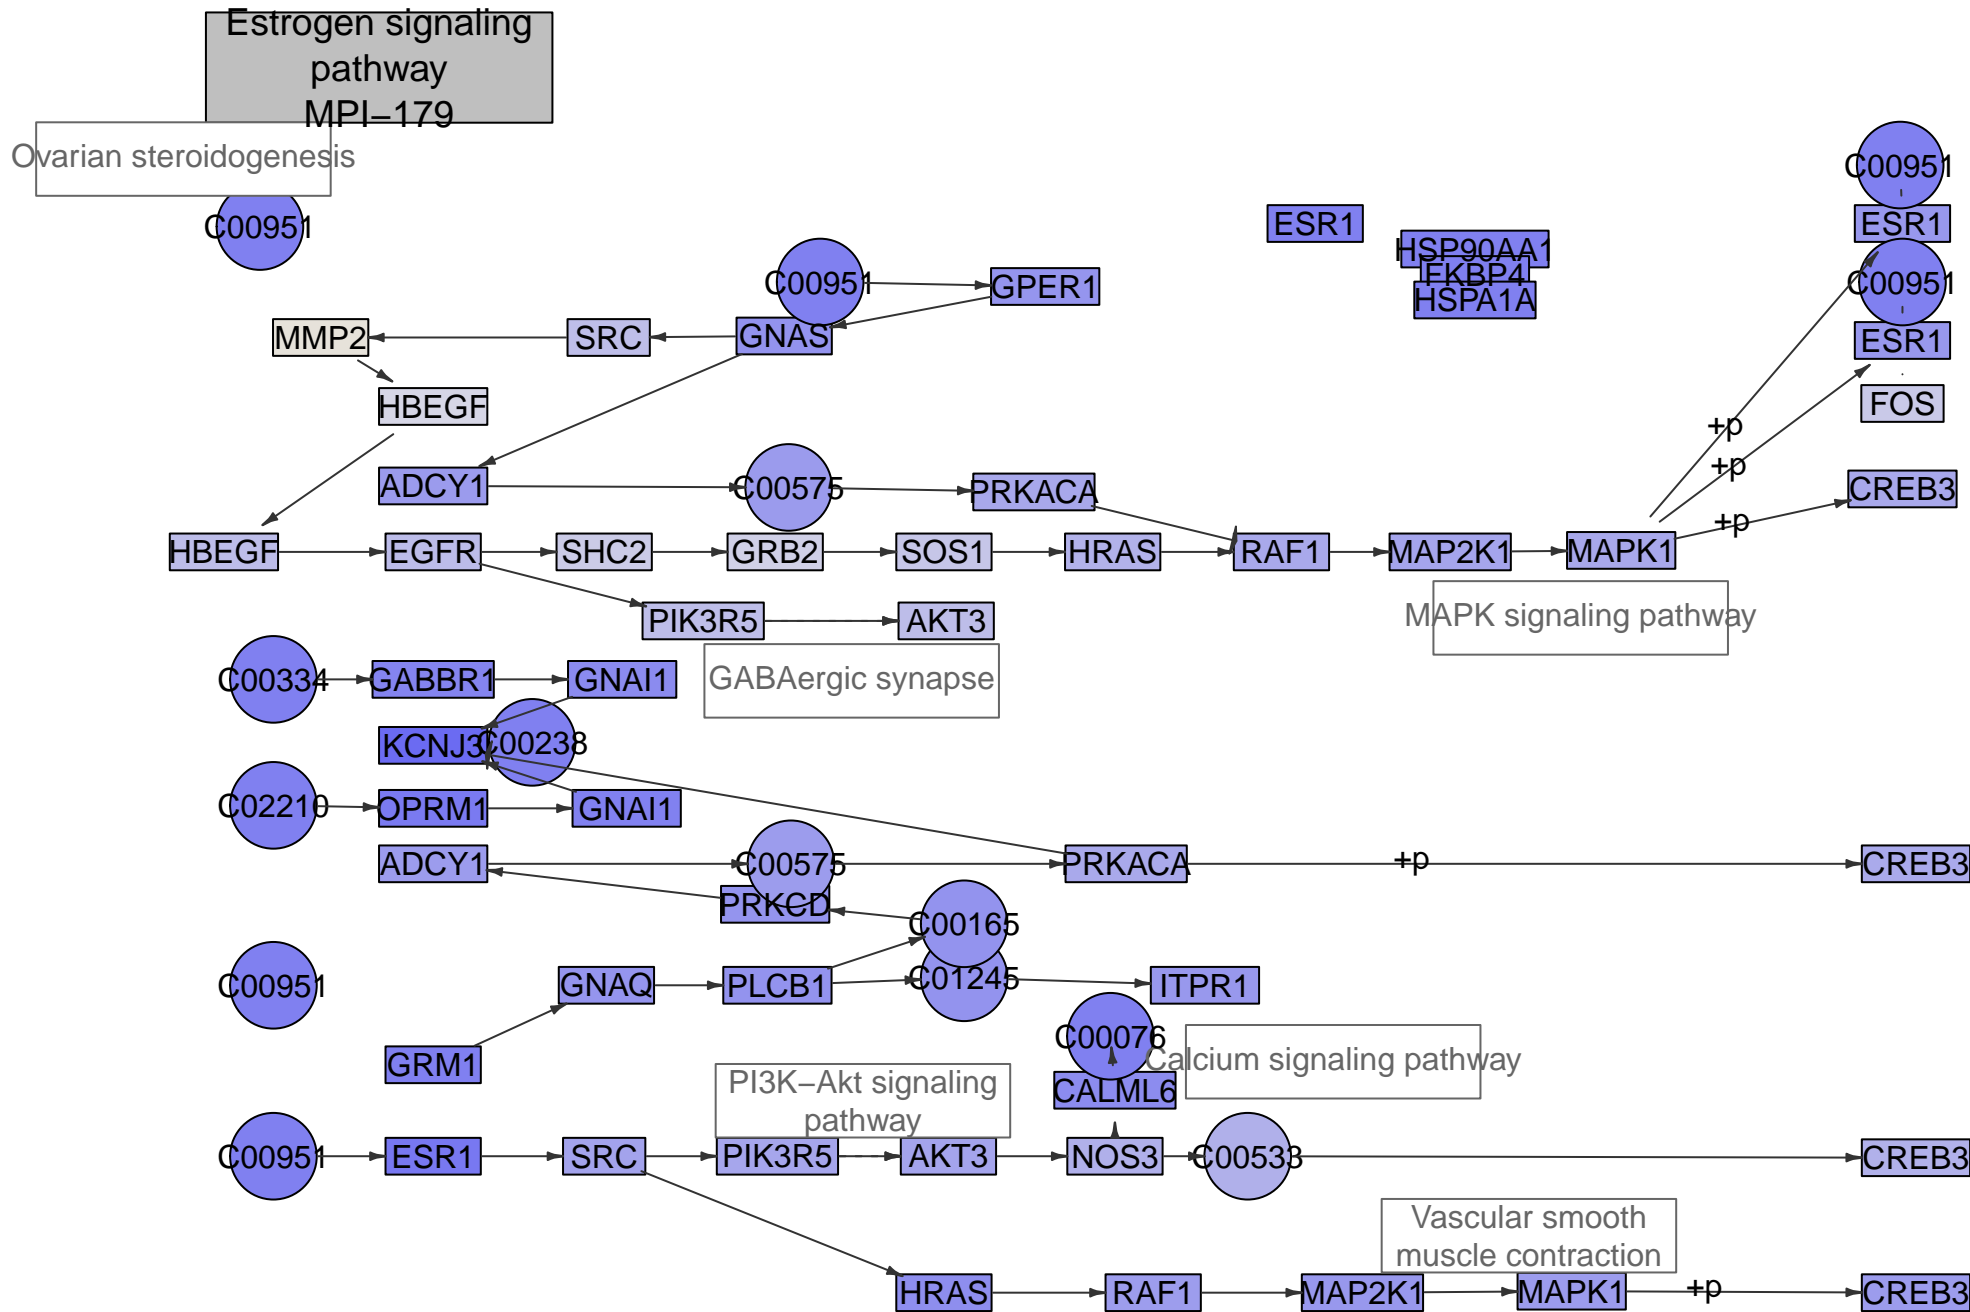 Estrogen signaling
pathway
MPI−179
Ovarian steroidogenesis
C00951
C00951
ESR1
ESR1
C00951
HSP90AA1
FKBP4
HSPA1A
C00951
GPER1
C00951
MMP2
SRC
GNAS
ESR1
HBEGF
FOS
+p
+p
ADCY1
C00575
PRKACA
CREB3
+p
HBEGF
EGFR
SHC2
GRB2
SOS1
HRAS
RAF1
MAP2K1
MAPK1
PIK3R5
AKT3
MAPK signaling pathway
C00334
GABBR1
GNAI1
GABAergic synapse
KCNJ3
C00238
C02210
OPRM1
GNAI1
ADCY1
C00575
PRKACA
+p
CREB3
PRKCD
C00165
C00951
GNAQ
PLCB1
C01245
ITPR1
C00076
Calcium signaling pathway
GRM1
PI3K−Akt signaling
pathway
CALML6
C00951
ESR1
SRC
PIK3R5
AKT3
NOS3
C00533
CREB3
Vascular smooth
muscle contraction
HRAS
RAF1
MAP2K1
MAPK1
+p
CREB3